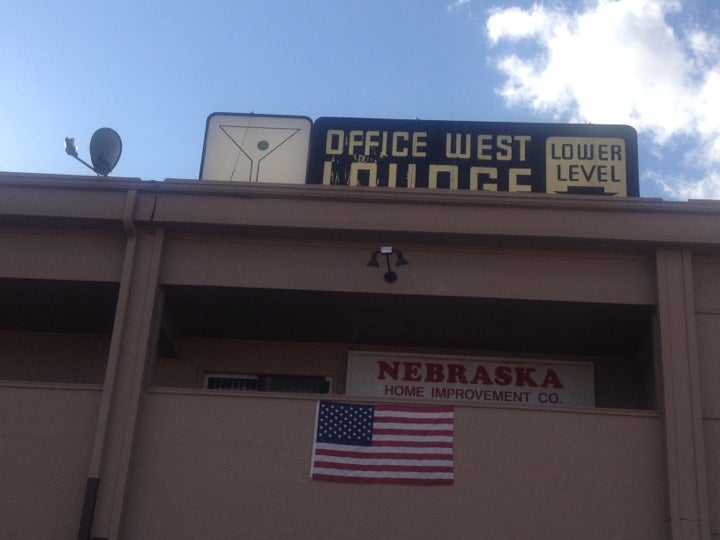 OFFICE WEST
LOUNGE
LOWER
LEVEL
NEBRASKA
HOME IMPROVEMENT CO.